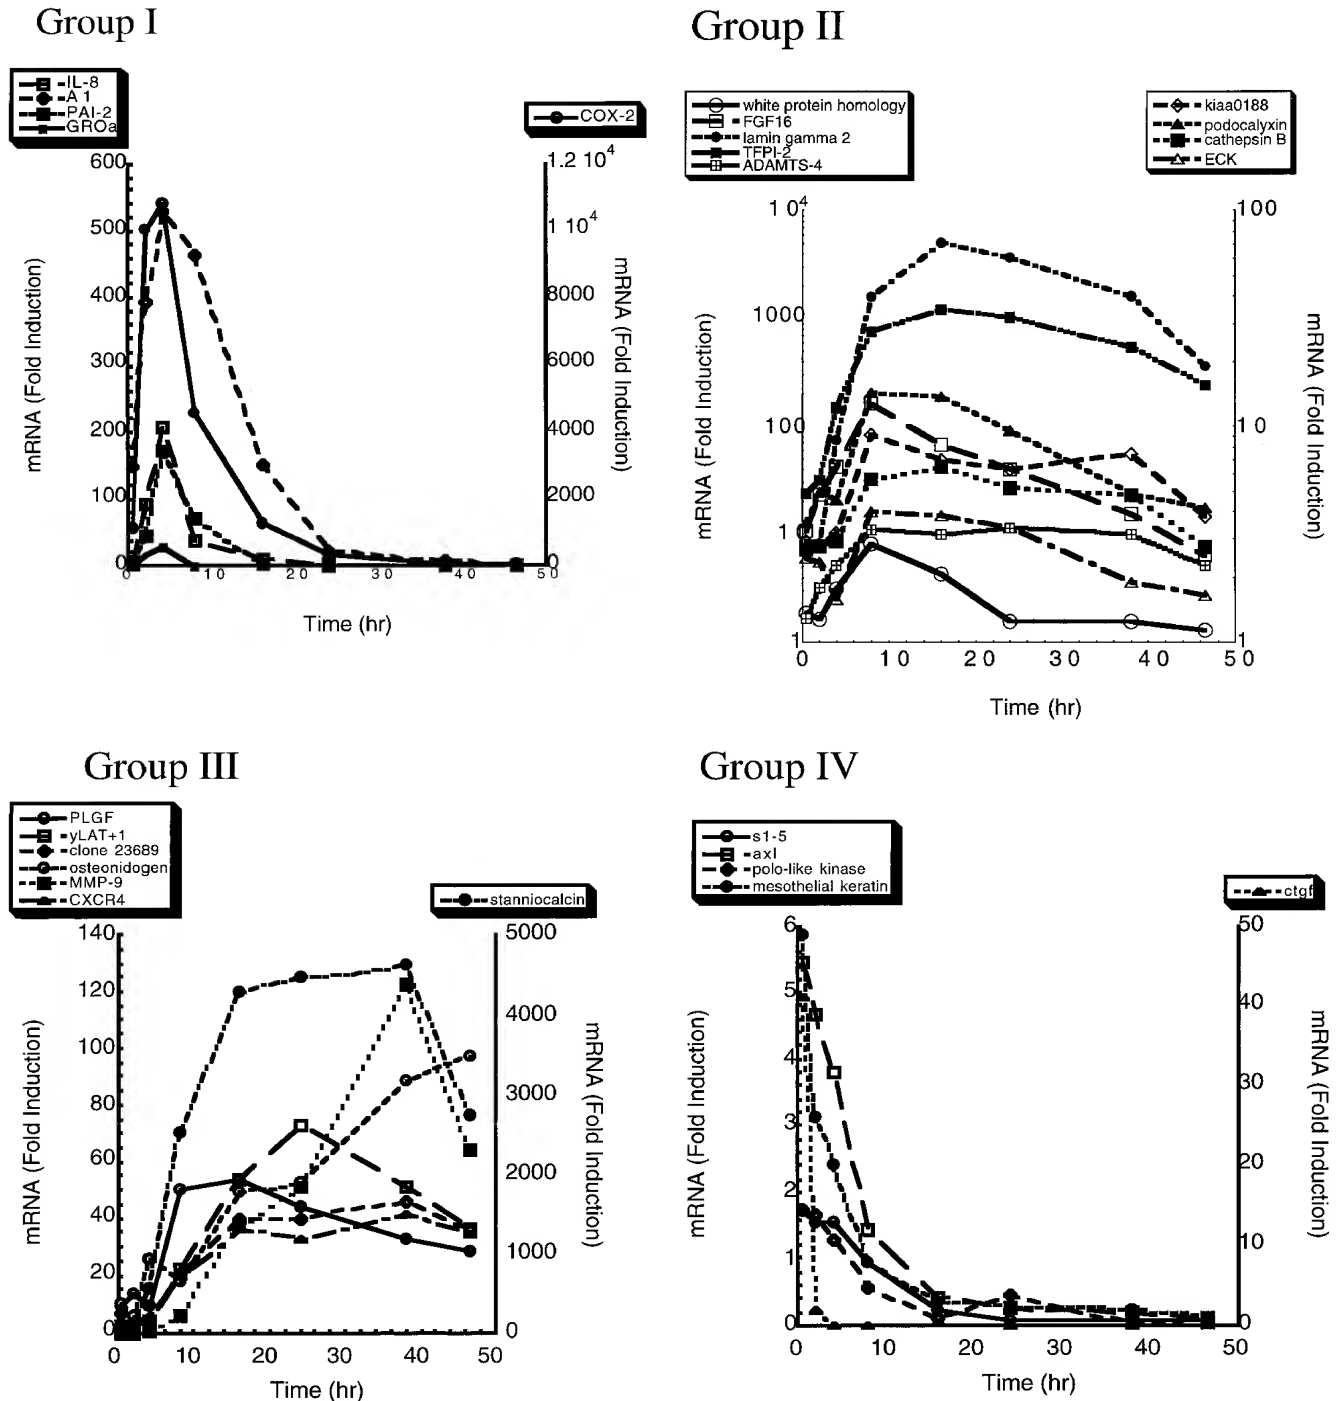 Group I
IL-8
A1
PAI-2
GROa
COX-2
600
500
400
300
200
100
0
1.2 10⁴
1 10⁴
8000
6000
4000
2000
0
mRNA (Fold Induction)
mRNA (Fold Induction)
0 10 20 30 40 50
Time (hr)
Group II
white protein homology
FGF16
lamin gamma 2
TFPI-2
ADAMTS-4
kiaa0188
podocalyxin
cathepsin B
ECK
10⁴
1000
100
1
1
100
10
1
mRNA (Fold Induction)
mRNA (Fold Induction)
0 10 20 30 40 50
Time (hr)
Group III
PLGF
yLAT+1
clone 23689
osteonidogen
MMP-9
CXCR4
stanniocalcin
140
120
100
80
60
40
20
0
5000
4000
3000
2000
1000
0
mRNA (Fold Induction)
mRNA (Fold Induction)
0 10 20 30 40 50
Time (hr)
Group IV
s1-5
axl
polo-like kinase
mesothelial keratin
ctgf
6
5
4
3
2
1
0
50
40
30
20
10
0
mRNA (Fold Induction)
mRNA (Fold Induction)
0 10 20 30 40 50
Time (hr)